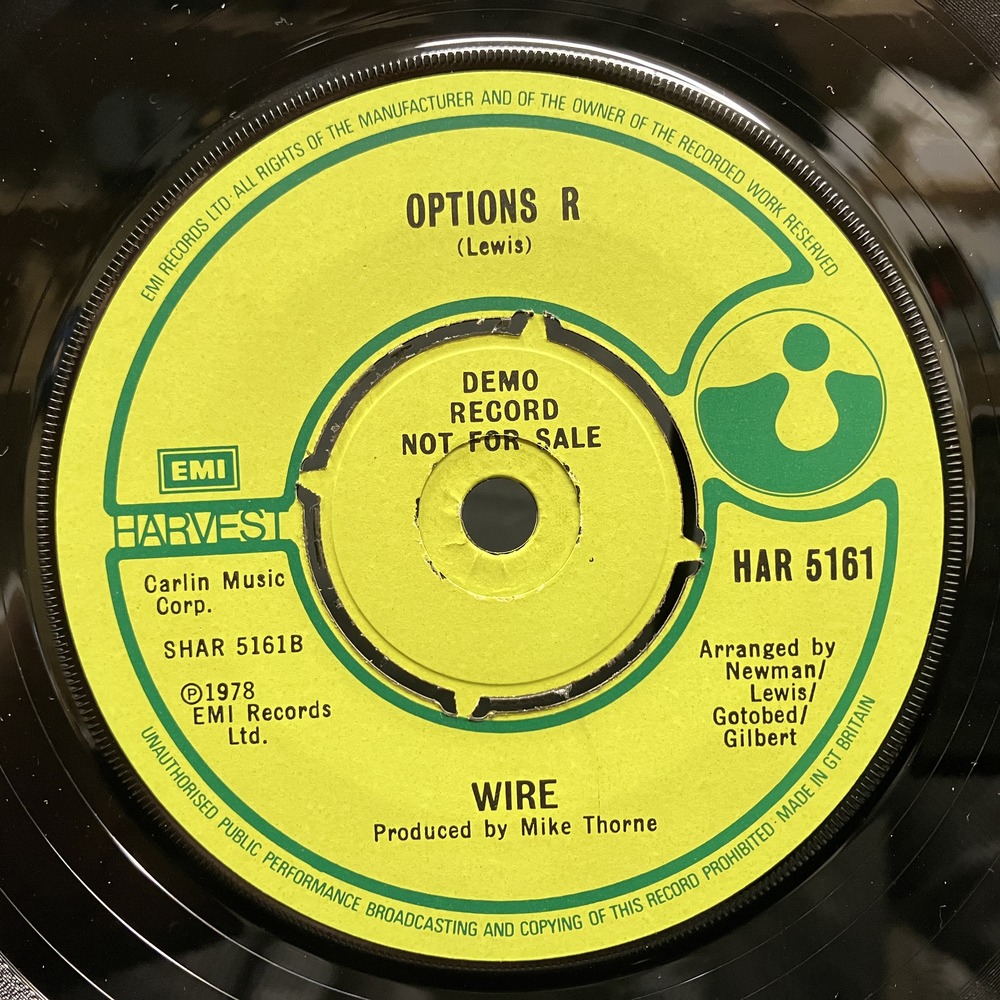 EMI RECORDS LTD· ALL RIGHTS OF THE MANUFACTURER AND OF THE OWNER OF THE RECORDED WORK RESERVED
OPTIONS R
(Lewis)
DEMO
RECORD
NOT FOR SALE
EMI
HARVEST
HAR 5161
Carlin Music
Corp.
SHAR 5161B
Ⓟ1978
EMI Records
Ltd.
Arranged by
Newman/
Lewis/
Gotobed/
Gilbert
WIRE
Produced by Mike Thorne
UNAUTHORISED PUBLIC PERFORMANCE BROADCASTING AND COPYING OF THIS RECORD PROHIBITED· MADE IN GT BRITAIN